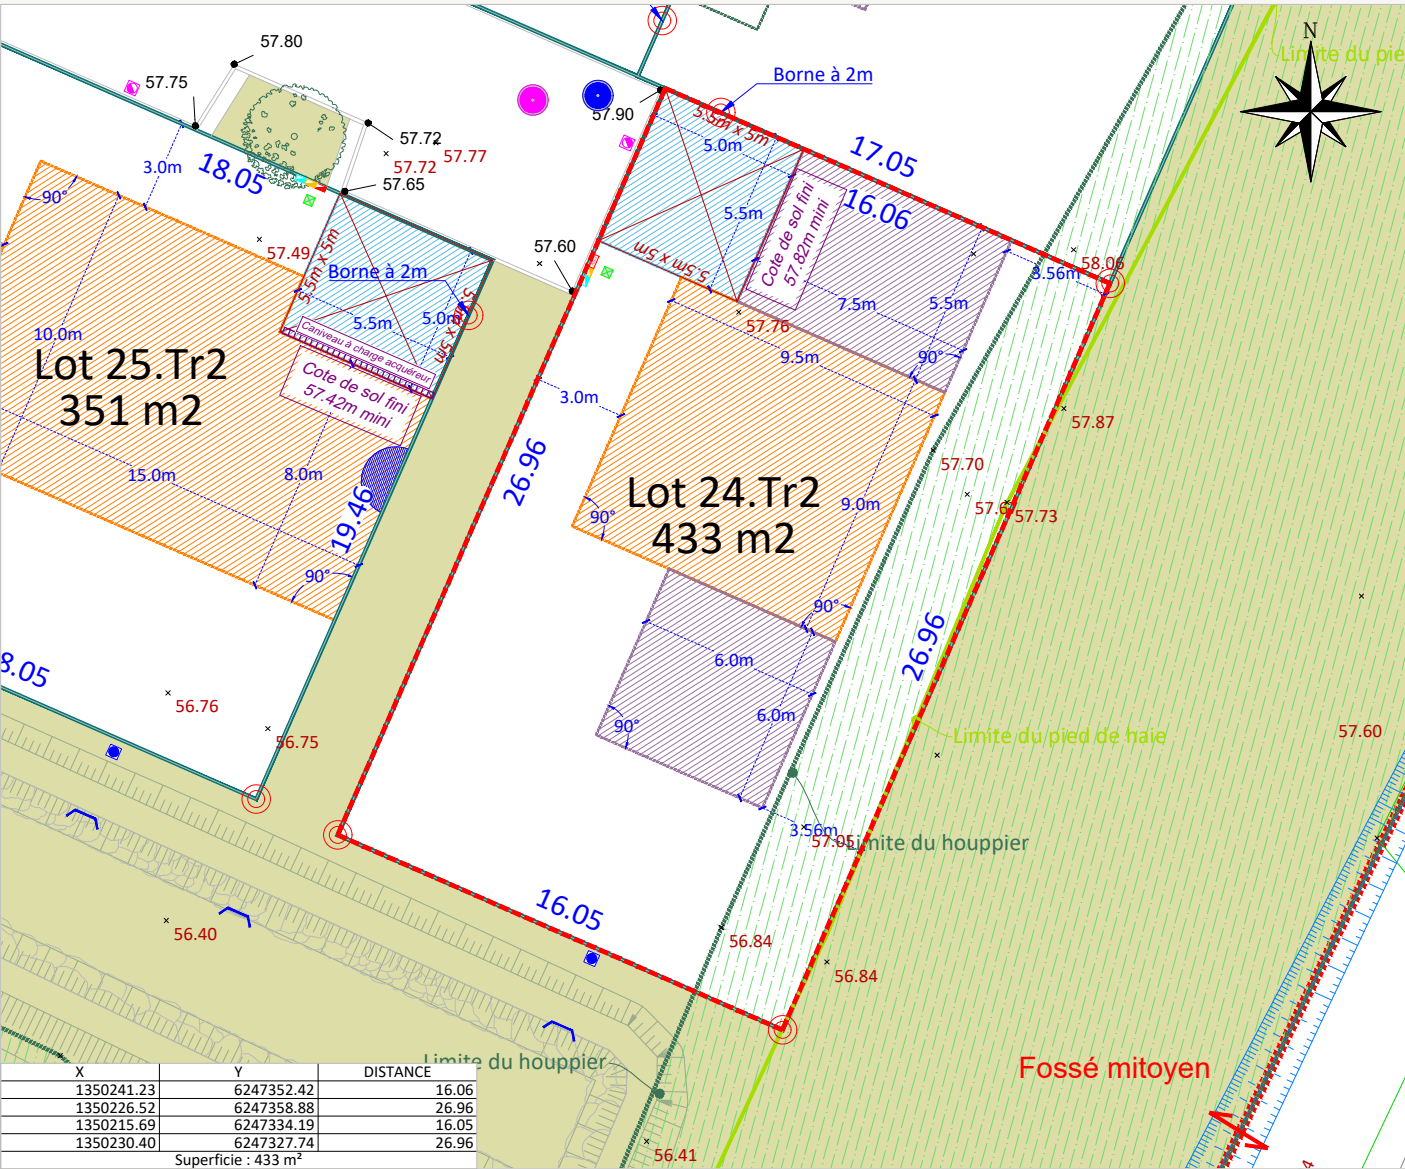 57.80
57.75
57.72
57.72
57.77
57.65
57.90
Borne à 2m
5.5m x 5m
5.0m
17.05
16.06
N
Limite du pie
3.0m
18.05
90°
57.49
5.5m x 5m
Borne à 2m
57.60
5.5m
5.5m x 5m
Cote de sol fini
57.82m mini
58.06
3.56m
7.5m
5.5m
90°
10.0m
5.5m
5.0m
Caniveau à charge acquéreur
Cote de sol fini
57.42m mini
Lot 25.Tr2
351 m2
57.76
9.5m
3.0m
57.87
57.70
57.73
15.0m
8.0m
19.46
90°
26.96
Lot 24.Tr2
433 m2
9.0m
90°
90°
26.96
6.0m
6.0m
90°
8.05
56.76
56.75
Limite du pied de haie
57.60
3.56m
57.05
Limite du houppier
16.05
56.40
56.84
56.84
Limite du houppier
Fossé mitoyen
56.41
X Y DISTANCE
1350241.23 6247352.42 16.06
1350226.52 6247358.88 26.96
1350215.69 6247334.19 16.05
1350230.40 6247327.74 26.96
Superficie : 433 m²